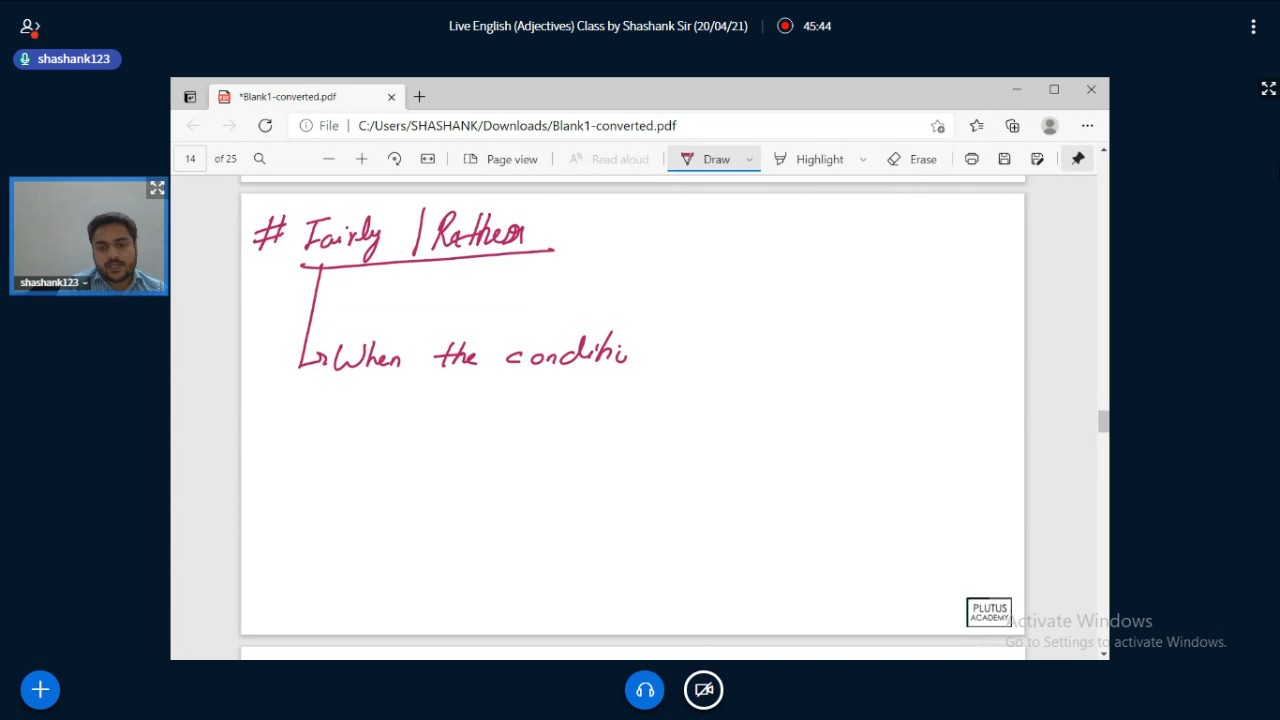 Live English (Adjectives) Class by Shashank Sir (20/04/21)
45:44
shashank123
*Blank1-converted.pdf
File
C:/Users/SHASHANK/Downloads/Blank1-converted.pdf
14 of 25
Page view
Read aloud
Draw
Highlight
Erase
# Fairly / Rather
When the conditi
shashank123
PLUTUS
ACADEMY
Activate Windows
Go to Settings to activate Windows.